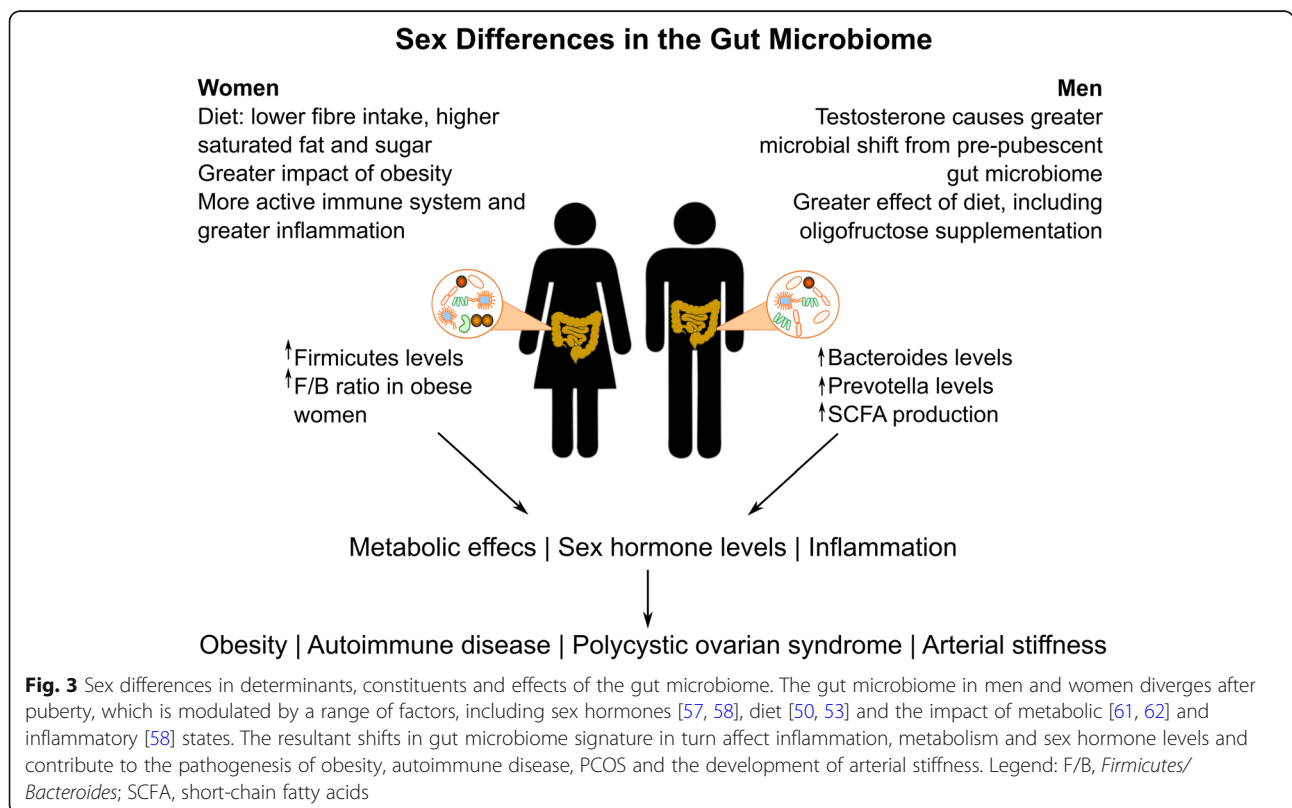 Sex Differences in the Gut Microbiome
Women
Diet: lower fibre intake, higher
saturated fat and sugar
Greater impact of obesity
More active immune system and
greater inflammation
Men
Testosterone causes greater
microbial shift from pre-pubescent
gut microbiome
Greater effect of diet, including
oligofructose supplementation
↑Firmicutes levels
↑F/B ratio in obese
women
↑Bacteroides levels
↑Prevotella levels
↑SCFA production
Metabolic effecs | Sex hormone levels | Inflammation
Obesity | Autoimmune disease | Polycystic ovarian syndrome | Arterial stiffness
Fig. 3 Sex differences in determinants, constituents and effects of the gut microbiome. The gut microbiome in men and women diverges after
puberty, which is modulated by a range of factors, including sex hormones [57, 58], diet [50, 53] and the impact of metabolic [61, 62] and
inflammatory [58] states. The resultant shifts in gut microbiome signature in turn affect inflammation, metabolism and sex hormone levels and
contribute to the pathogenesis of obesity, autoimmune disease, PCOS and the development of arterial stiffness. Legend: F/B, Firmicutes/
Bacteroides; SCFA, short-chain fatty acids